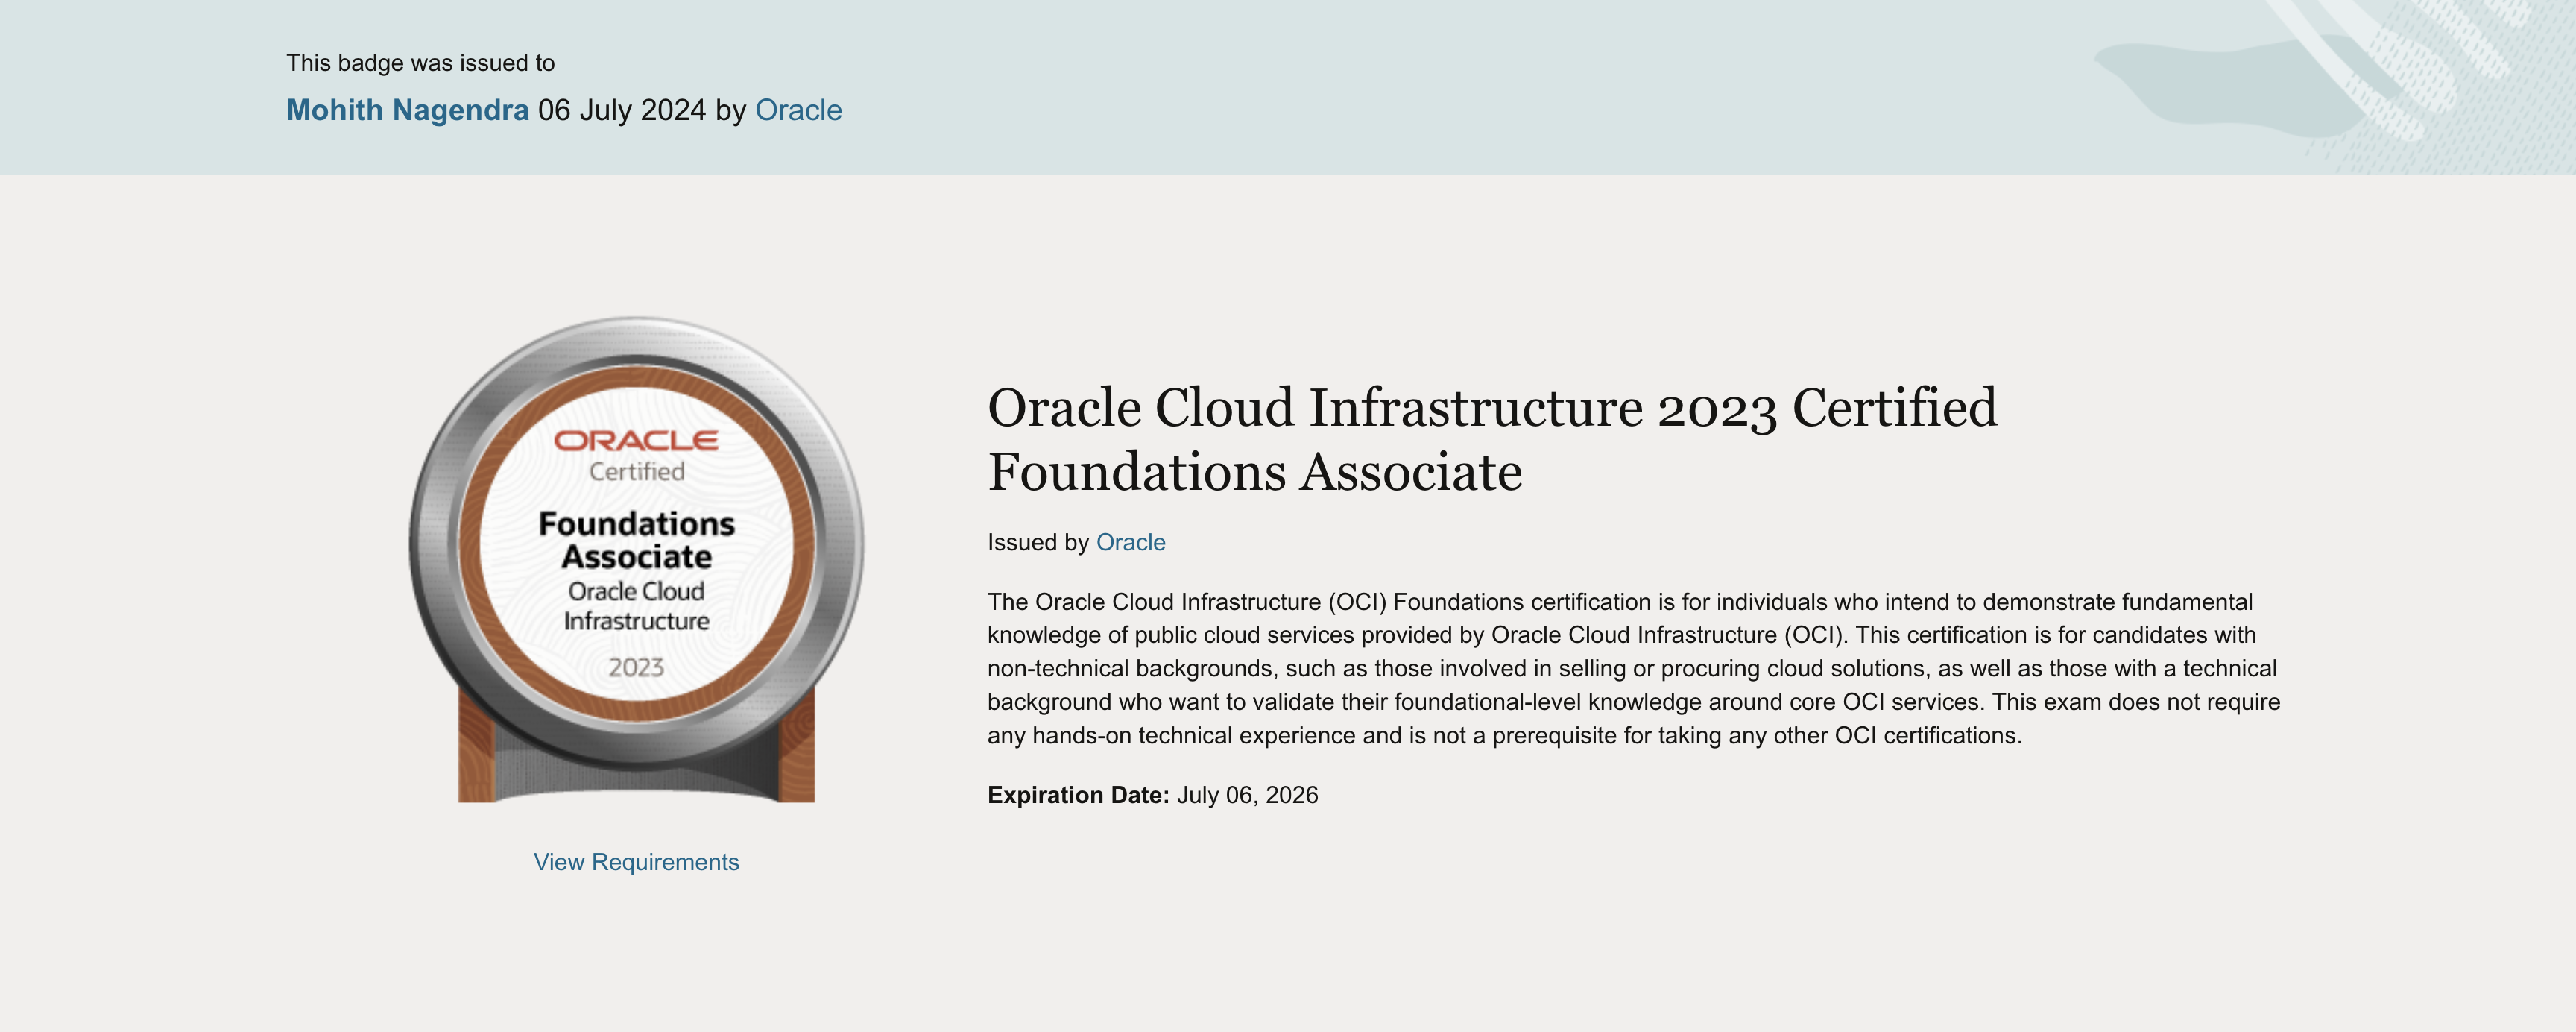 This badge was issued to
Mohith Nagendra 06 July 2024 by Oracle
ORACLE
Certified
Foundations
Associate
Oracle Cloud
Infrastructure
2023
View Requirements
Oracle Cloud Infrastructure 2023 Certified
Foundations Associate
Issued by Oracle
The Oracle Cloud Infrastructure (OCI) Foundations certification is for individuals who intend to demonstrate fundamental
knowledge of public cloud services provided by Oracle Cloud Infrastructure (OCI). This certification is for candidates with
non-technical backgrounds, such as those involved in selling or procuring cloud solutions, as well as those with a technical
background who want to validate their foundational-level knowledge around core OCI services. This exam does not require
any hands-on technical experience and is not a prerequisite for taking any other OCI certifications.
Expiration Date: July 06, 2026